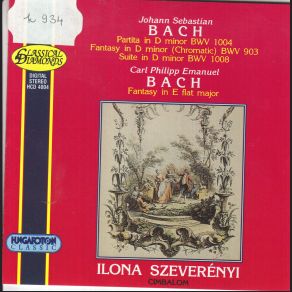 k 934
CLASSICAL
DIAMONDS
DIGITAL
STEREO
HCD 4004
Johann Sebastian
BACH
Partita in D minor BWV 1004
Fantasy in D minor (Chromatic) BWV 903
Suite in D minor BWV 1008
Carl Philipp Emanuel
BACH
Fantasy in E flat major
HUNGAROTON
CLASSIC
ILONA SZEVERÉNYI
CIMBALOM